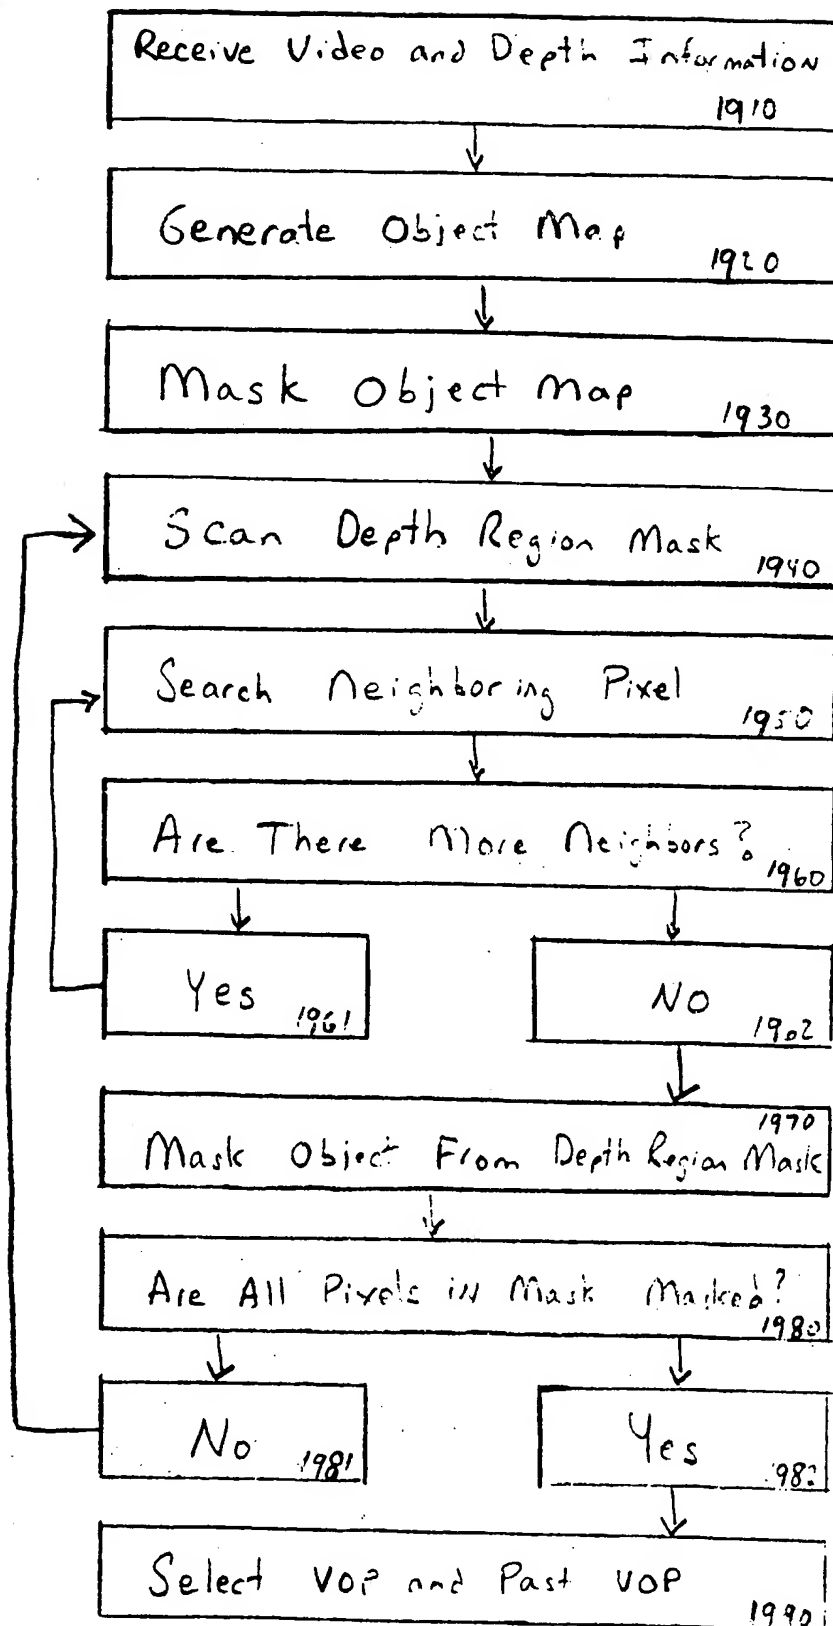 Receive Video and Depth Information
1910
Generate Object Map
1920
Mask Object Map
1930
Scan Depth Region Mask
1940
Search Neighboring Pixel
1950
Are There More Neighbors?
1960
Yes
1961
No
1962
1970
Mask Object From Depth Region Mask
Are All Pixels in Mask Masked?
1980
No
1981
Yes
1982
Select VOP and Past VOP
1990